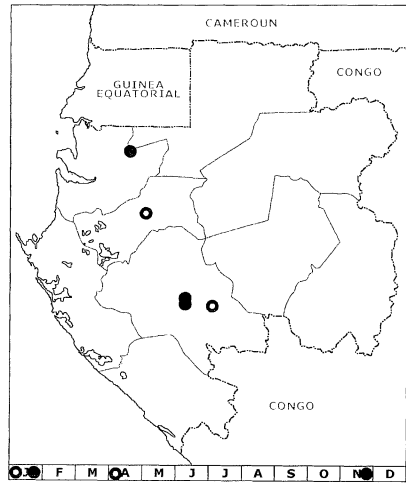 CAMEROUN
CONGO
GUINEA
EQUATORIAL
CONGO
J F M A M J J A S O N D